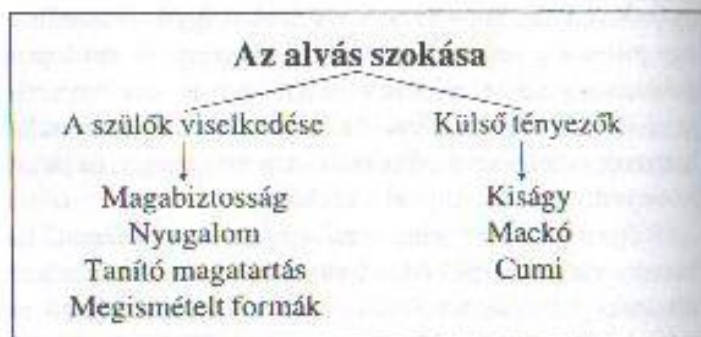 Az alvás szokása
A szülők viselkedése
Külső tényezők
Magabiztosság
Nyugalom
Tanító magatartás
Megismételt formák
Kiságy
Mackó
Cumi